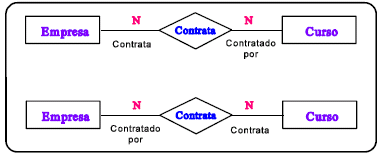 N N
Empresa Contrata Curso
Contrata Contratado
por
N N
Empresa Contrata Curso
Contratado Contrata
por